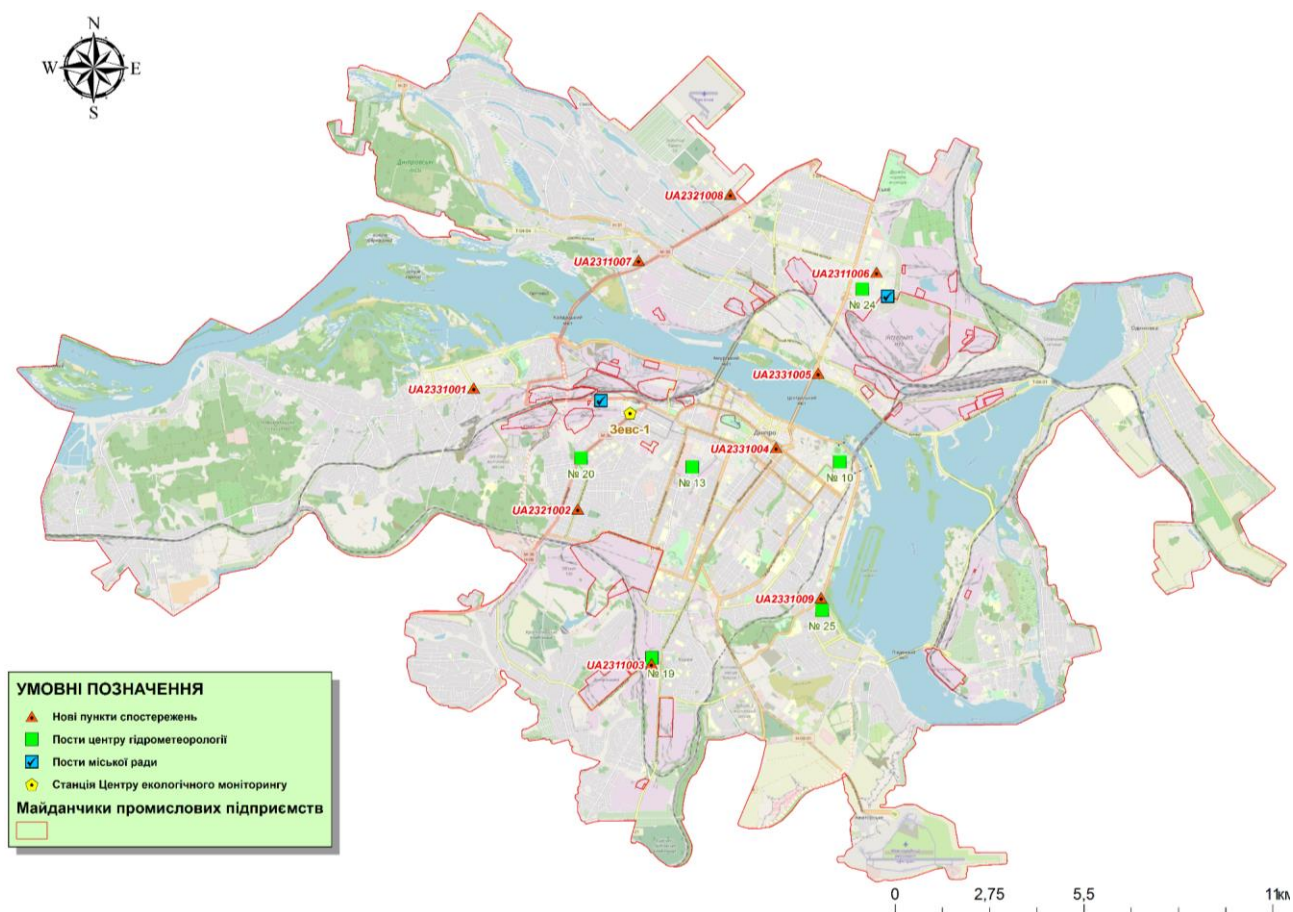 N
W E
S
UA2321008
UA2311007
UA2311006
№ 24
UA2331005
UA2331001
Зевс-1
Дніпро
UA2331004
№ 20
№ 13
№ 10
UA2321002
UA2331009
№ 25
UA2311003
№ 19
УМОВНІ ПОЗНАЧЕННЯ
Нові пункти спостережень
Пости центру гідрометеорології
Пости міської ради
Станція Центру екологічного моніторингу
Майданчики промислових підприємств
0 2,75 5,5 11км